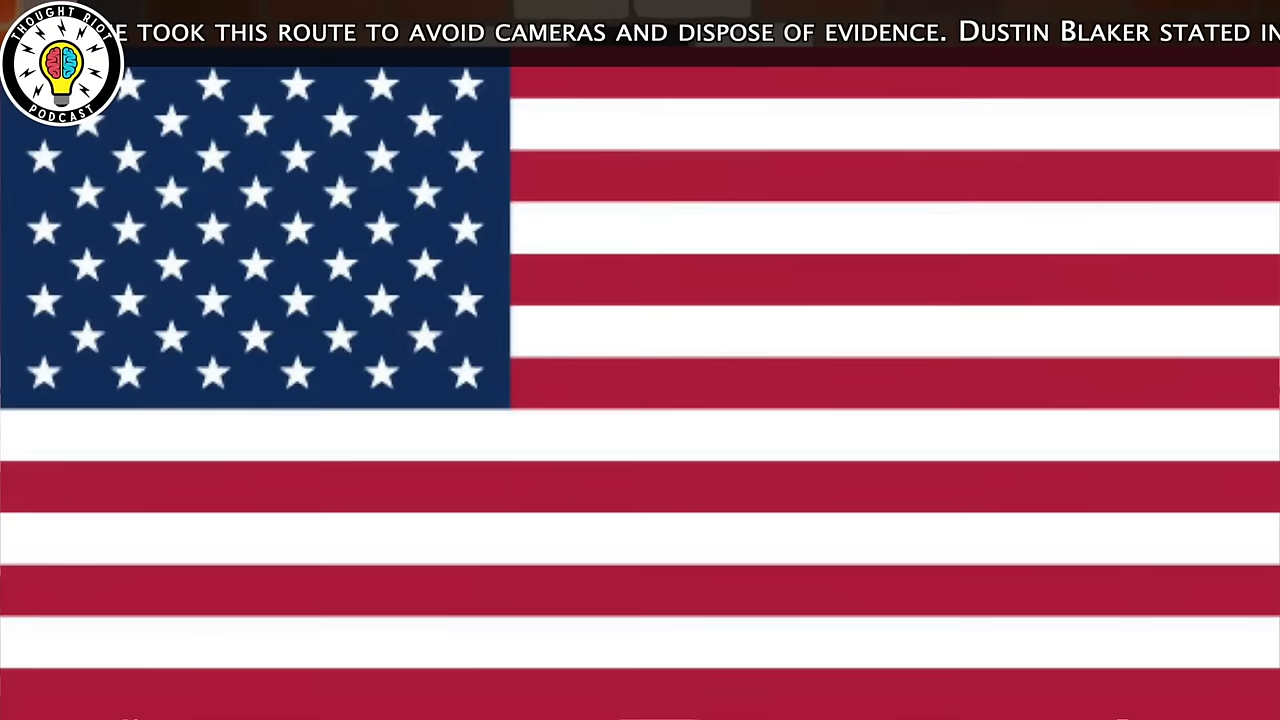 E TOOK THIS ROUTE TO AVOID CAMERAS AND DISPOSE OF EVIDENCE. DUSTIN BLAKER STATED IN
THOUGHT RIOT
PODCAST